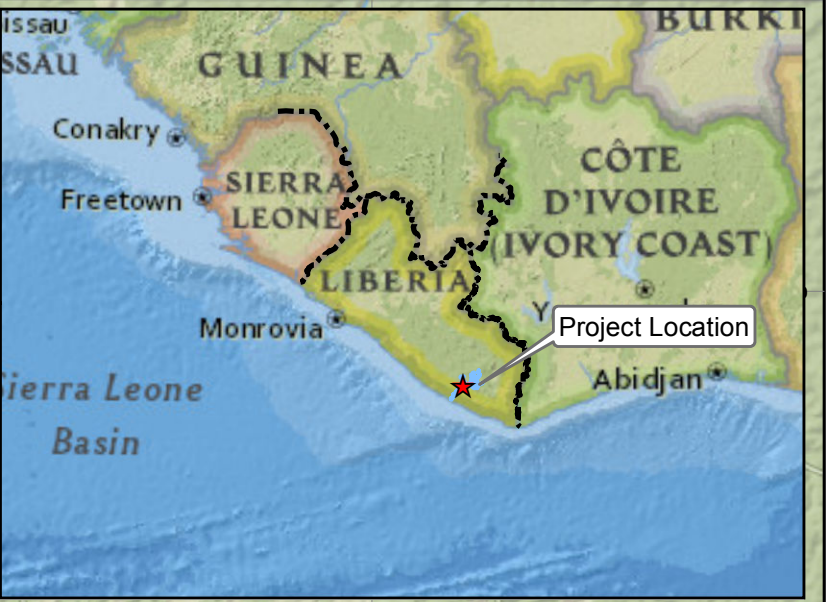 issau
SSAU
GUINEA
BURKI
Conakry
Freetown
SIERRA
LEONE
CÔTE
D'IVOIRE
(IVORY COAST)
LIBERIA
Monrovia
Project Location
Abidjan
Sierra Leone
Basin